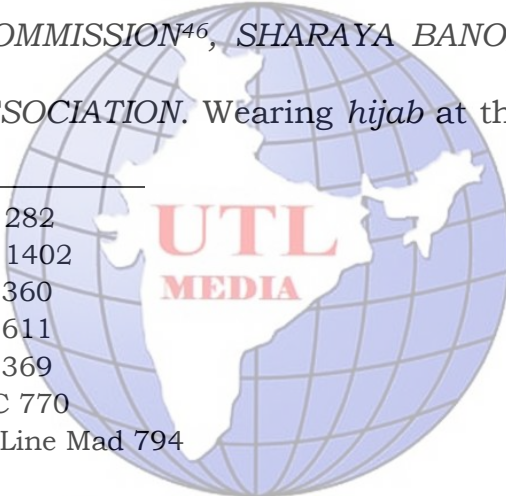 OMMISSION⁴⁶, SHARAYA BANO
SSOCIATION. Wearing hijab at th
282
1402
360
611
369
C 770
Line Mad 794
UTL
MEDIA